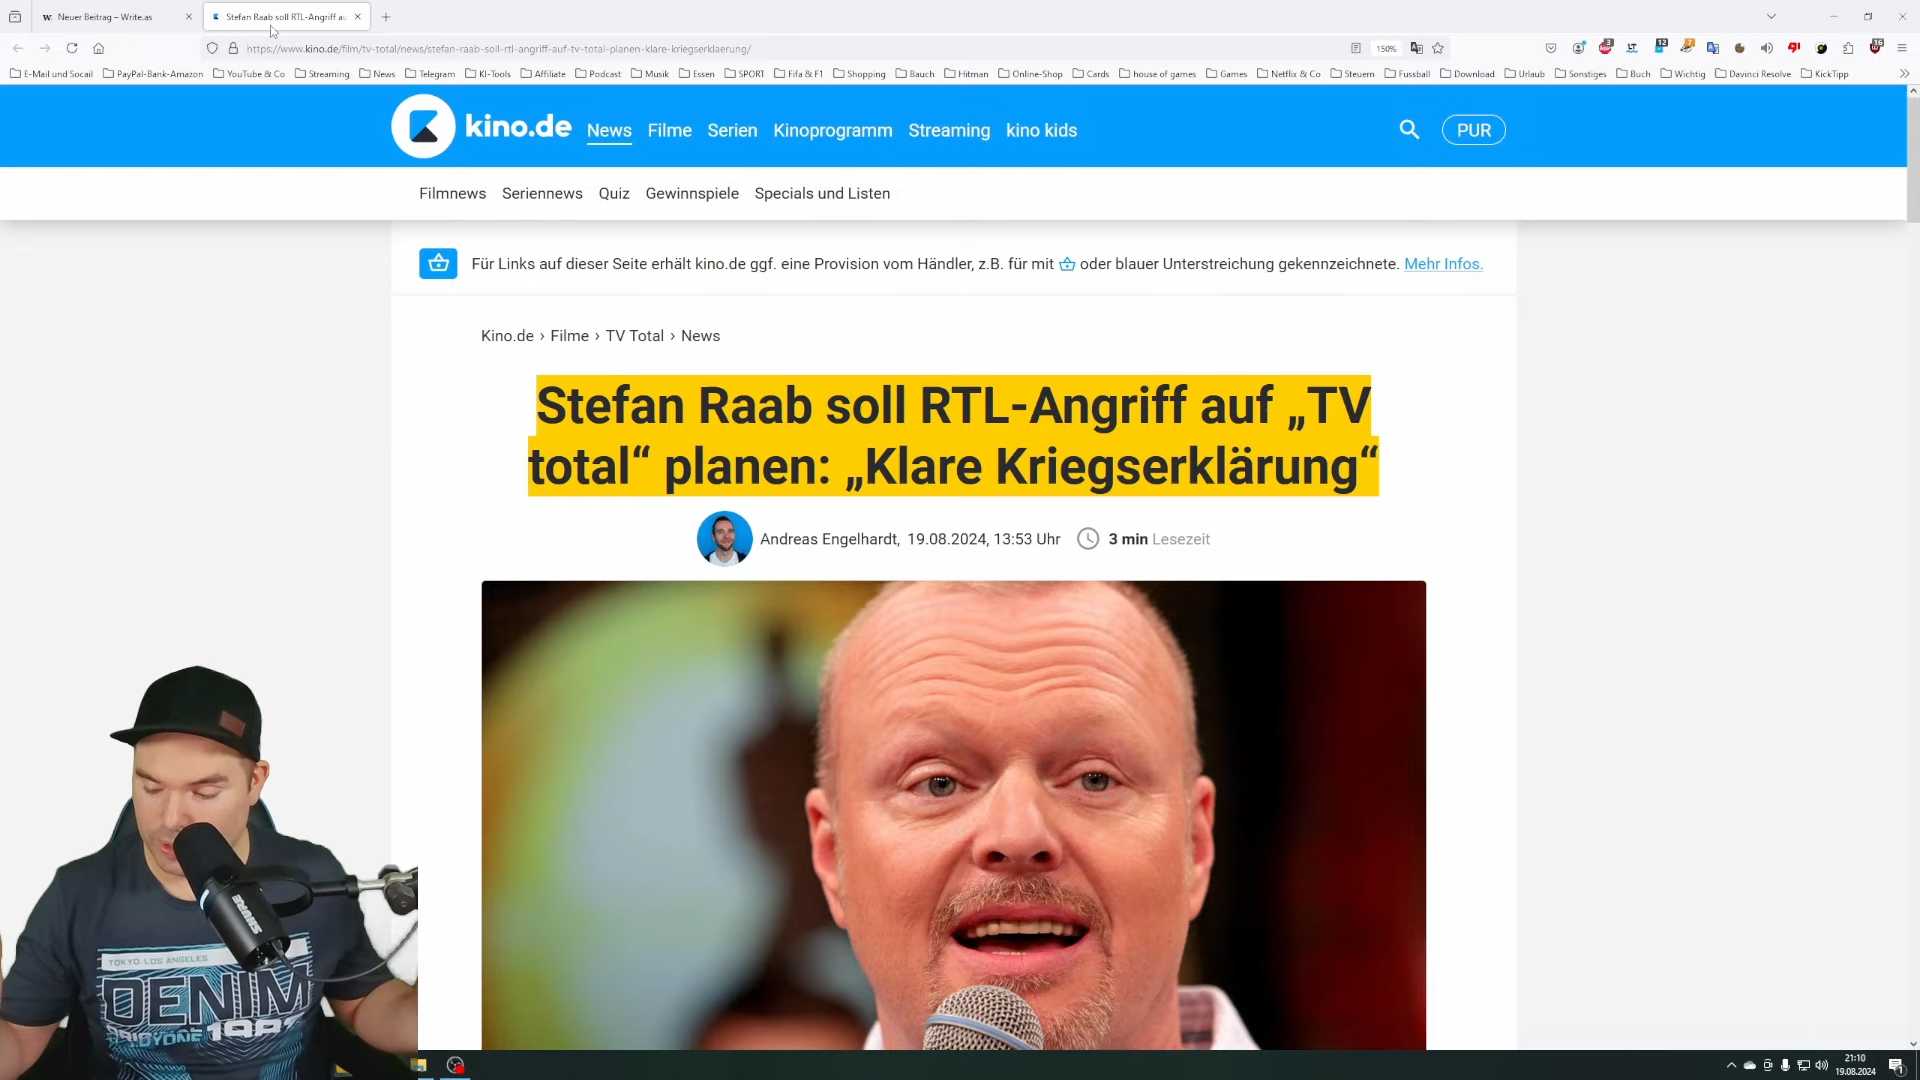 Neuer Beitrag – Write.as
Stefan Raab soll RTL-Angriff au
https://www.kino.de/film/tv-total/news/stefan-raab-soll-rtl-angriff-auf-tv-total-planen-klare-kriegserklaerung/
150%
E-Mail und Socail
PayPal-Bank-Amazon
YouTube & Co
Streaming
News
Telegram
KI-Tools
Affiliate
Podcast
Musik
Essen
SPORT
Fifa & F1
Shopping
Bauch
Hitman
Online-Shop
Cards
house of games
Games
Netflix & Co
Steuern
Fussball
Download
Urlaub
Sonstiges
Buch
Wichtig
Davinci Resolve
KickTipp
kino.de
News
Filme
Serien
Kinoprogramm
Streaming
kino kids
PUR
Filmnews
Seriennews
Quiz
Gewinnspiele
Specials und Listen
Für Links auf dieser Seite erhält kino.de ggf. eine Provision vom Händler, z.B. für mit oder blauer Unterstreichung gekennzeichnete. Mehr Infos.
Kino.de › Filme › TV Total › News
Stefan Raab soll RTL-Angriff auf „TV
total“ planen: „Klare Kriegserklärung“
Andreas Engelhardt, 19.08.2024, 13:53 Uhr
3 min Lesezeit
SHURE
TOKYO LOS ANGELES
DENIM
21:10
19.08.2024